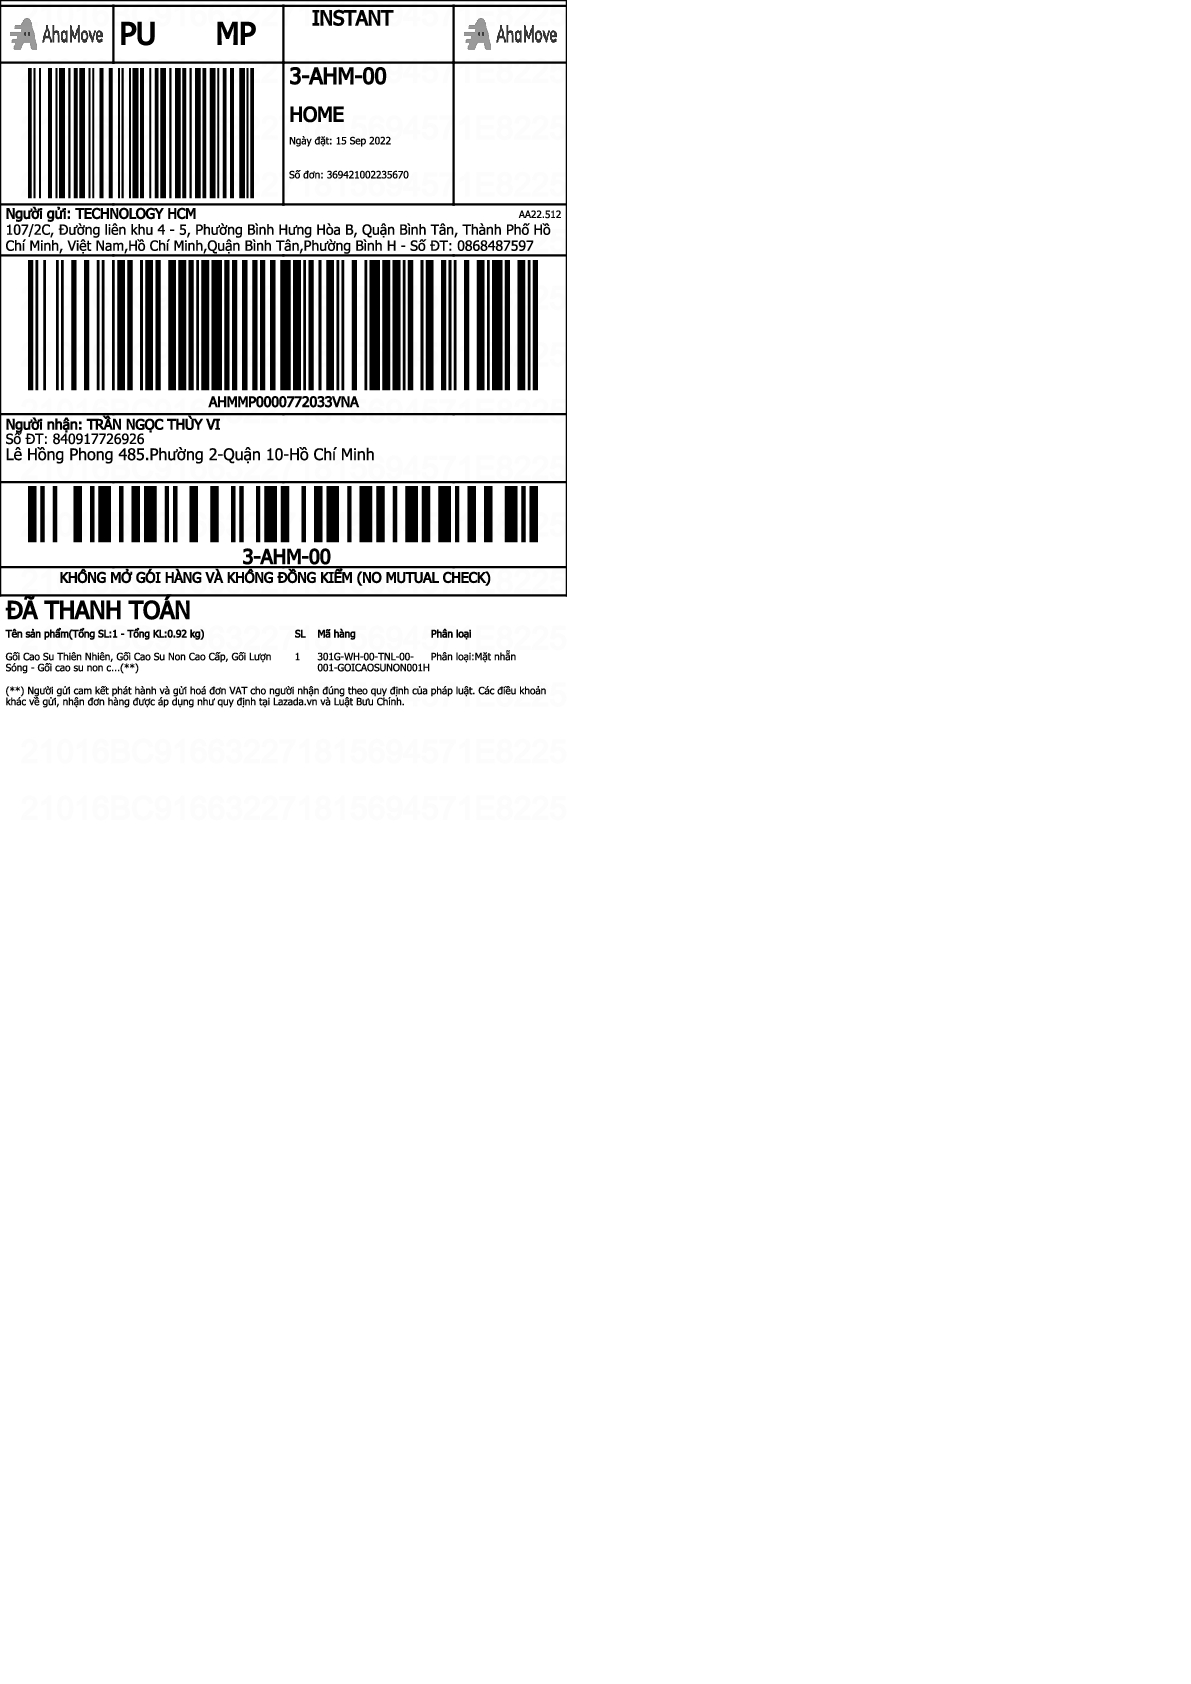 AhaMove PU MP INSTANT AhaMove
3-AHM-00
HOME
Ngày đặt: 15 Sep 2022
Số đơn: 369421002235670
Người gửi: TECHNOLOGY HCM AA22.512
107/2C, Đường liên khu 4 - 5, Phường Bình Hưng Hòa B, Quận Bình Tân, Thành Phố Hồ
Chí Minh, Việt Nam,Hồ Chí Minh,Quận Bình Tân,Phường Bình H - Số ĐT: 0868487597
AHMMP0000772033VNA
Người nhận: TRẦN NGỌC THÙY VI
Số ĐT: 840917726926
Lê Hồng Phong 485.Phường 2-Quận 10-Hồ Chí Minh
3-AHM-00
KHÔNG MỞ GÓI HÀNG VÀ KHÔNG ĐỒNG KIỂM (NO MUTUAL CHECK)
ĐÃ THANH TOÁN
Tên sản phẩm(Tổng SL:1 - Tổng KL:0.92 kg) SL Mã hàng Phân loại
Gối Cao Su Thiên Nhiên, Gối Cao Su Non Cao Cấp, Gối Lượn 1 301G-WH-00-TNL-00- Phân loại:Mặt nhẵn
Sóng - Gối cao su non c...(**) 001-GOICAOSUNON001H
(**) Người gửi cam kết phát hành và gửi hoá đơn VAT cho người nhận đúng theo quy định của pháp luật. Các điều khoản
khác về gửi, nhận đơn hàng được áp dụng như quy định tại Lazada.vn và Luật Bưu Chính.
21016BC91663227181569457​1E8225
21016BC916632271815694571E8225